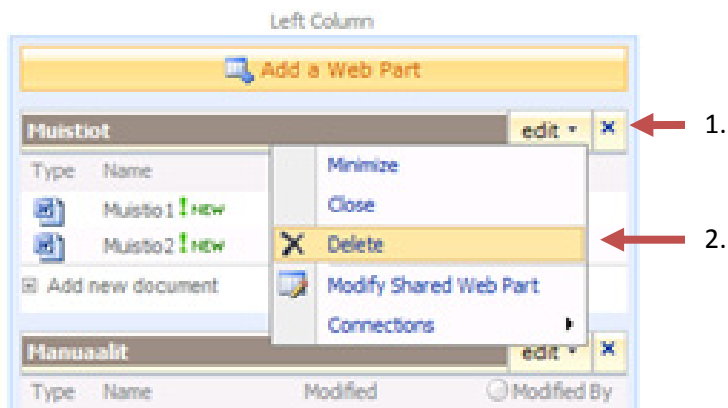 Left Column
Add a Web Part
Muistiot edit × 1.
Type Name Minimize
Muistio1 ! NEW Close
Muistio2 ! NEW Delete 2.
Add new document Modify Shared Web Part
Connections
Manuaalit edit ×
Type Name Modified Modified By